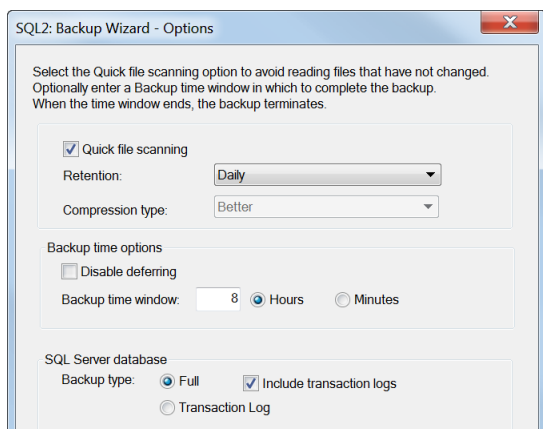 SQL2: Backup Wizard - Options
Select the Quick file scanning option to avoid reading files that have not changed.
Optionally enter a Backup time window in which to complete the backup.
When the time window ends, the backup terminates.
Quick file scanning
Retention: Daily
Compression type: Better
Backup time options
Disable deferring
Backup time window: 8 Hours Minutes
SQL Server database
Backup type: Full Include transaction logs
Transaction Log